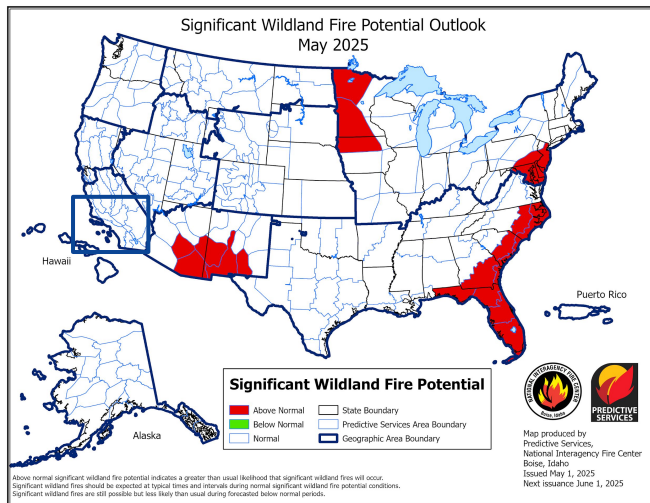 Significant Wildland Fire Potential Outlook
May 2025
Hawaii
Puerto Rico
Alaska
Significant Wildland Fire Potential
Above Normal
Below Normal
Normal
State Boundary
Predictive Services Area Boundary
Geographic Area Boundary
NATIONAL INTERAGENCY FIRE CENTER
Boise, Idaho
PREDICTIVE
SERVICES
Map produced by
Predictive Services,
National Interagency Fire Center
Boise, Idaho
Issued May 1, 2025
Next issuance June 1, 2025
Above normal significant wildland fire potential indicates a greater than usual likelihood that significant wildland fires will occur.
Significant wildland fires should be expected at typical times and intervals during normal significant wildland fire potential conditions.
Significant wildland fires are still possible but less likely than usual during forecasted below normal periods.